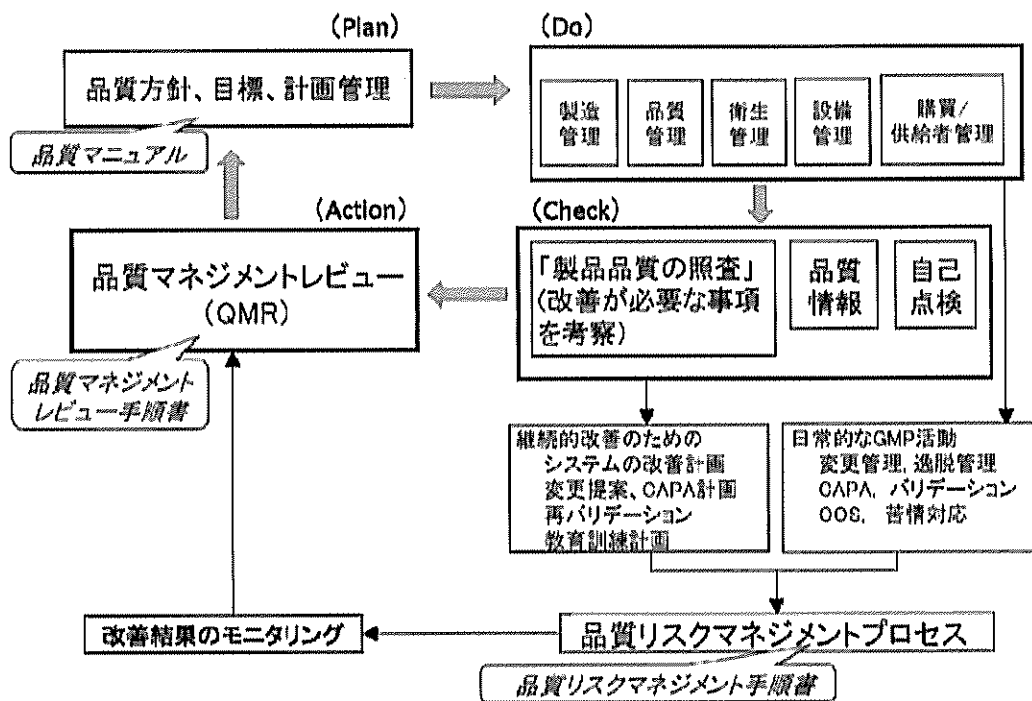 (Plan)
品質方針、目標、計画管理
品質マニュアル
(Do)
製造
管理
品質
管理
衛生
管理
設備
管理
購買/
供給者管理
(Check)
「製品品質の照査」
(改善が必要な事項
を考察)
品質
情報
自己
点検
(Action)
品質マネジメントレビュー
(QMR)
品質マネジメント
レビュー手順書
継続的改善のための
システムの改善計画
変更提案、CAPA計画
再バリデーション
教育訓練計画
日常的なGMP活動
変更管理, 逸脱管理
CAPA, バリデーション
OOS, 苦情対応
品質リスクマネジメントプロセス
品質リスクマネジメント手順書
改善結果のモニタリング